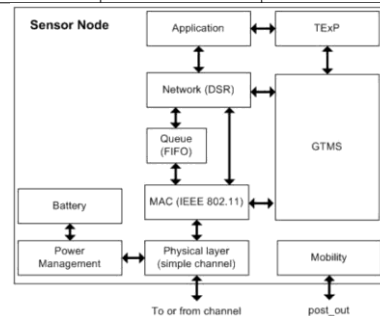 Sensor Node
Application
TExP
Network (DSR)
Queue
(FIFO)
GTMS
Battery
MAC (IEEE 802.11)
Power
Management
Physical layer
(simple channel)
Mobility
To or from channel
post_out